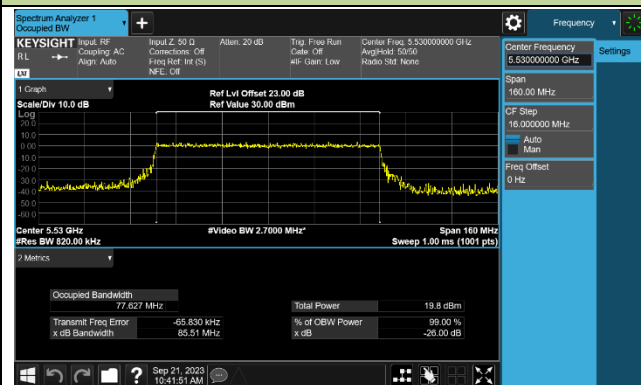 Spectrum Analyzer 1
Occupied BW
Frequency
KEYSIGHT
RL
LXI
Input: RF
Coupling: AC
Align: Auto
Input Z: 50 Ω
Corrections: Off
Freq Ref: Int (S)
NFE: Off
Atten: 20 dB
Trig: Free Run
Gate: Off
#IF Gain: Low
Center Freq: 5.530000000 GHz
Avg|Hold: 50/50
Radio Std: None
Center Frequency
5.530000000 GHz
Settings
Span
160.00 MHz
CF Step
16.000000 MHz
Auto
Man
Freq Offset
0 Hz
1 Graph
Scale/Div 10.0 dB
Ref Lvl Offset 23.00 dB
Ref Value 30.00 dBm
Log
20.0
10.0
0.00
-10.0
-20.0
-30.0
-40.0
-50.0
-60.0
Center 5.53 GHz
#Res BW 820.00 kHz
#Video BW 2.7000 MHz*
Span 160 MHz
Sweep 1.00 ms (1001 pts)
2 Metrics
Occupied Bandwidth
77.627 MHz
Total Power 19.8 dBm
Transmit Freq Error -65.830 kHz
% of OBW Power 99.00 %
x dB Bandwidth 85.51 MHz
x dB -26.00 dB
?
Sep 21, 2023
10:41:51 AM